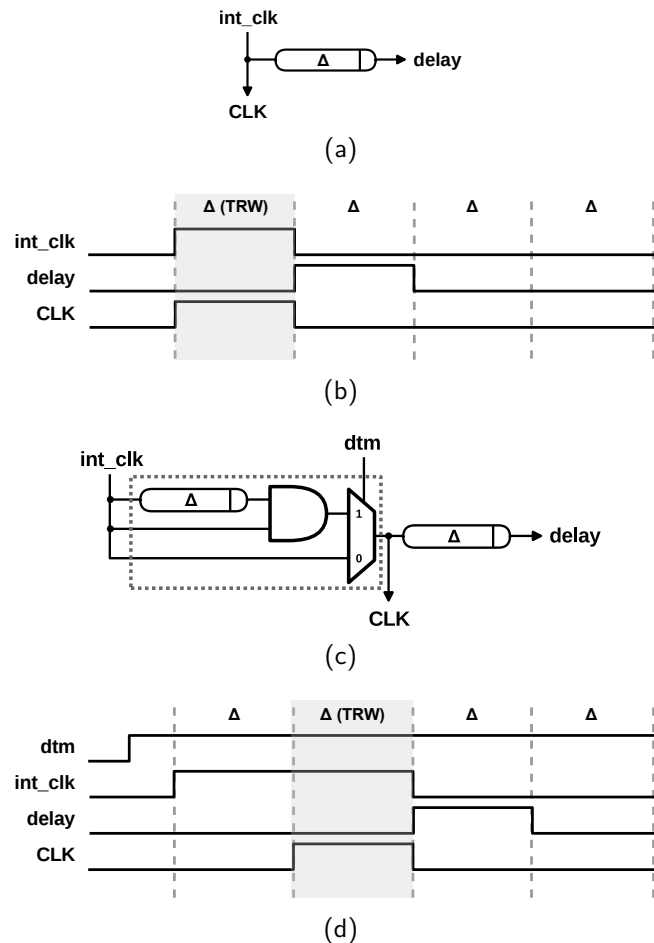 int_clk
Δ
delay
CLK
(a)
Δ (TRW) Δ Δ Δ
int_clk
delay
CLK
(b)
dtm
int_clk
Δ
1
Δ
delay
0
CLK
(c)
Δ Δ (TRW) Δ Δ
dtm
int_clk
delay
CLK
(d)